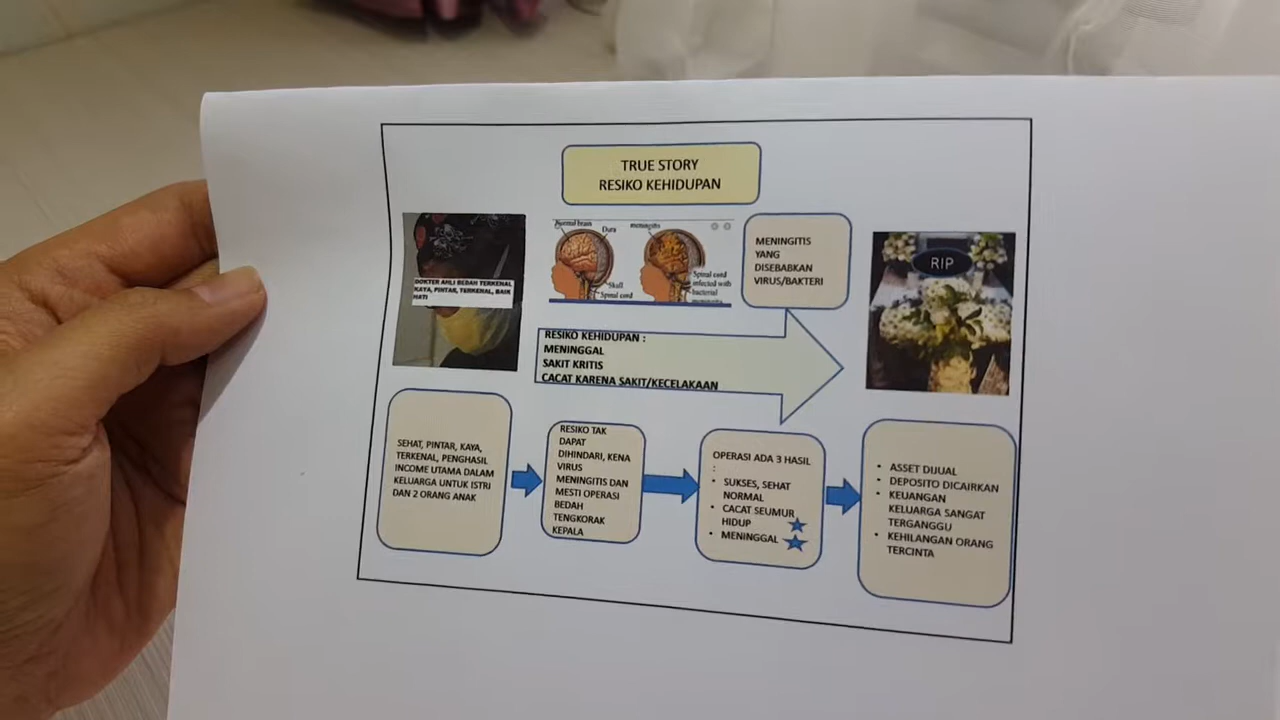 TRUE STORY
RESIKO KEHIDUPAN
DOKTER AHLI BEDAH TERKENAL
KAYA, PINTAR, TERKENAL, BAIK
HATI
Normal brain
Dura
Skull
Spinal cord
meningitis
Spinal cord
infected with
bacterial
meningitis
MENINGITIS
YANG
DISEBABKAN
VIRUS/BAKTERI
RIP
RESIKO KEHIDUPAN :
MENINGGAL
SAKIT KRITIS
CACAT KARENA SAKIT/KECELAKAAN
SEHAT, PINTAR, KAYA,
TERKENAL, PENGHASIL
INCOME UTAMA DALAM
KELUARGA UNTUK ISTRI
DAN 2 ORANG ANAK
RESIKO TAK
DAPAT
DIHINDARI, KENA
VIRUS
MENINGITIS DAN
MESTI OPERASI
BEDAH
TENGKORAK
KEPALA
OPERASI ADA 3 HASIL
:
• SUKSES, SEHAT
NORMAL
• CACAT SEUMUR
HIDUP
• MENINGGAL
• ASSET DIJUAL
• DEPOSITO DICAIRKAN
• KEUANGAN
KELUARGA SANGAT
TERGANGGU
• KEHILANGAN ORANG
TERCINTA